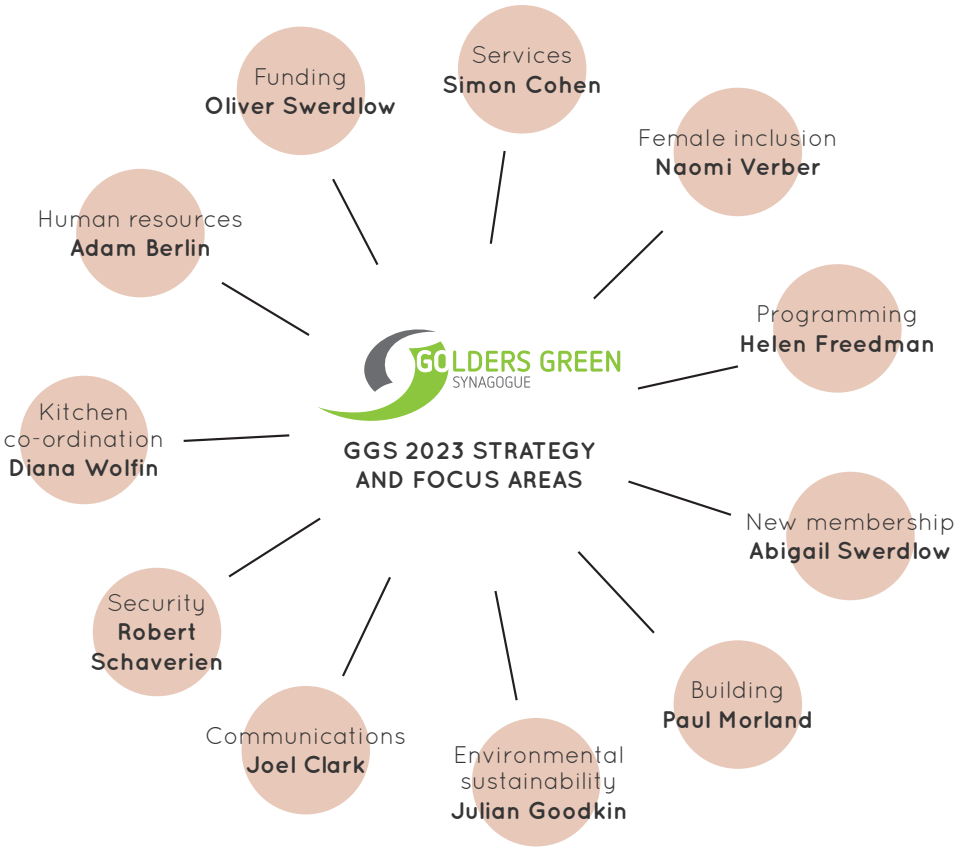 Services
Simon Cohen
Funding
Oliver Swerdlow
Female inclusion
Naomi Verber
Human resources
Adam Berlin
Programming
Helen Freedman
GOLDERS GREEN
SYNAGOGUE
GGS 2023 STRATEGY
AND FOCUS AREAS
Kitchen
co-ordination
Diana Wolfin
New membership
Abigail Swerdlow
Security
Robert
Schaverien
Building
Paul Morland
Communications
Joel Clark
Environmental
sustainability
Julian Goodkin